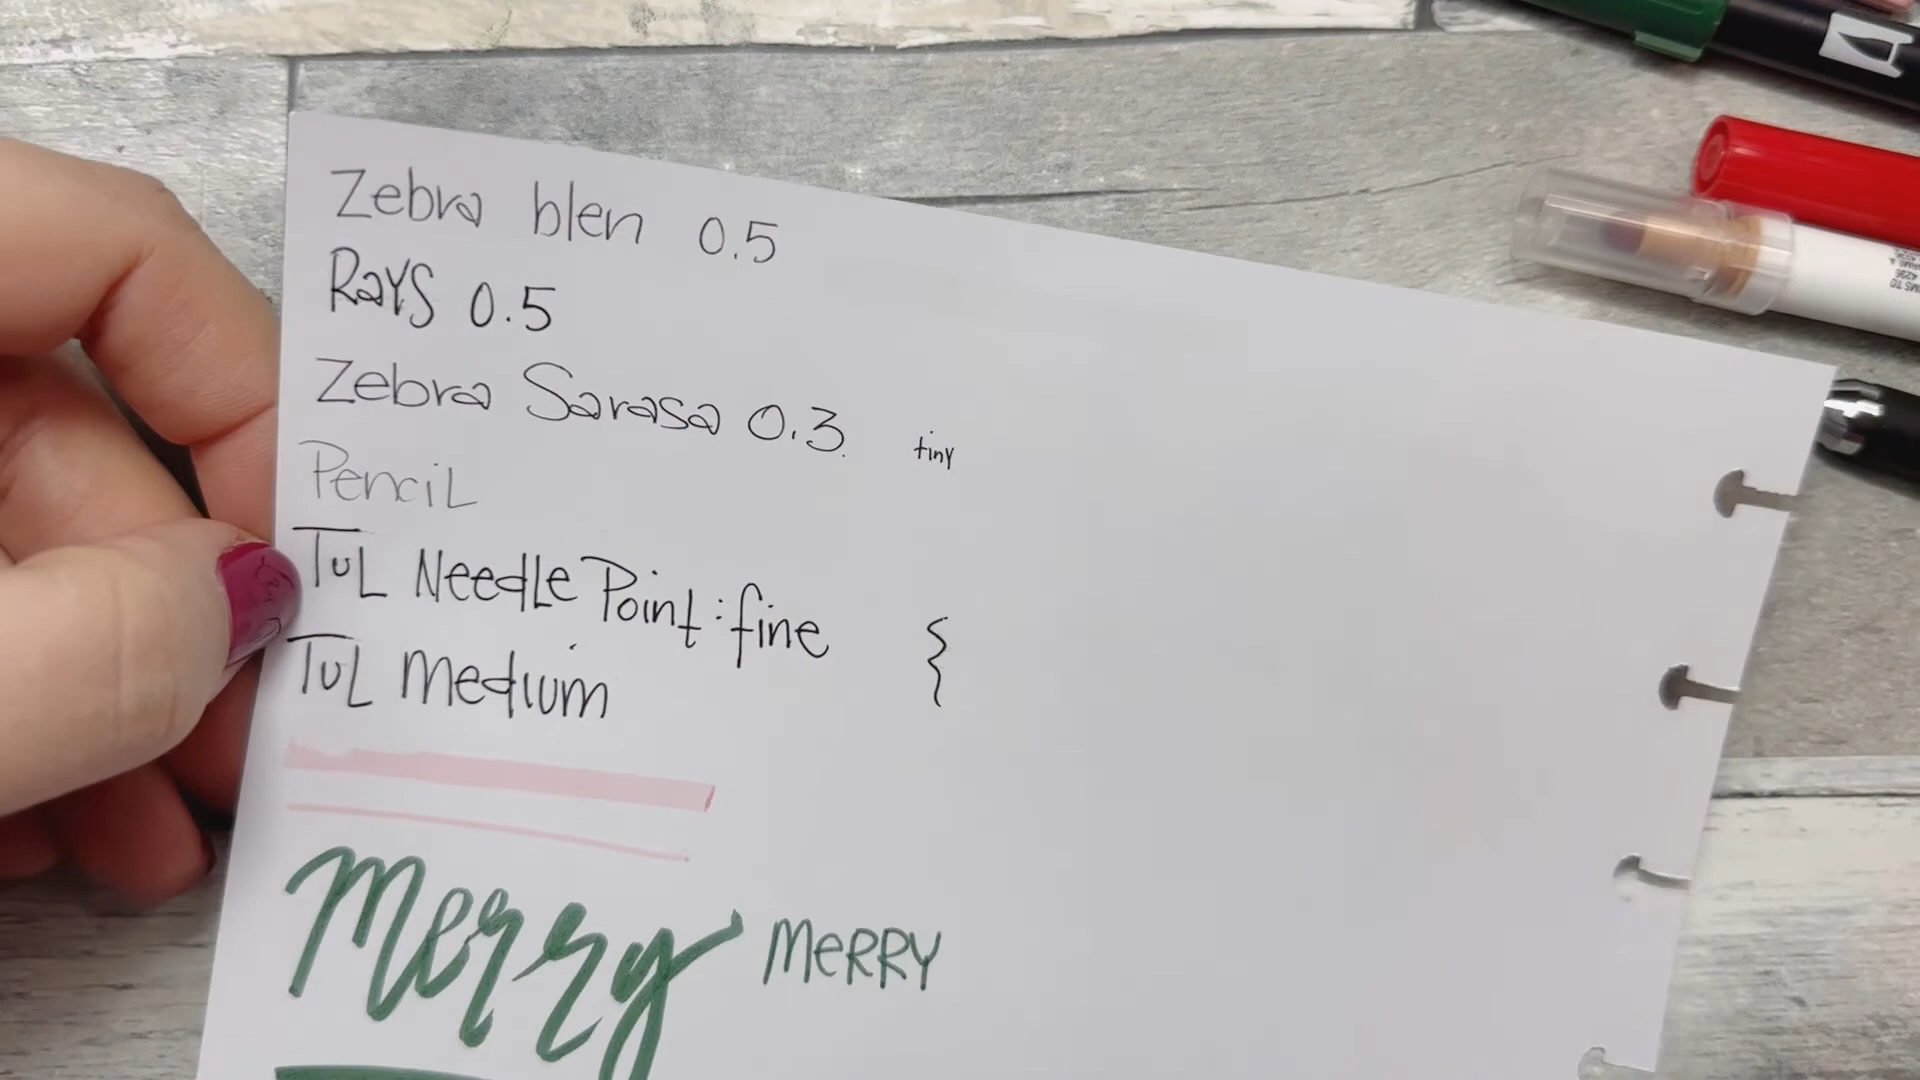 Zebra blen 0.5
RaYS 0.5
Zebra Sarasa 0.3 tiny
PenciL
TuL NeedLe Point: fine
TuL medium
merry MeRRY